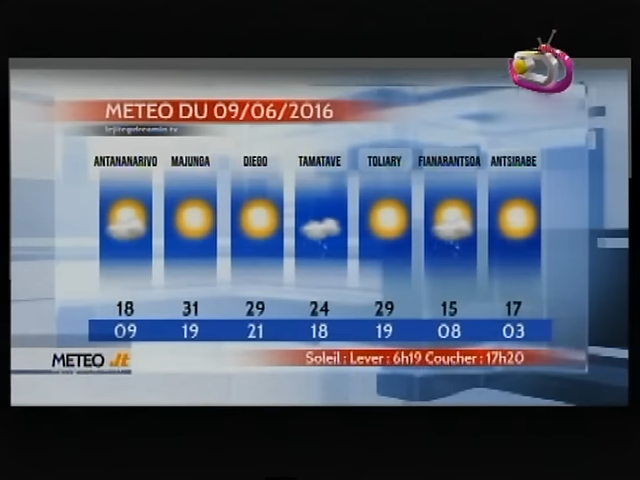 METEO DU 09/06/2016
ANTANANARIVO MAJUNGA DIEGO TAMATAVE TOLIARY FIANARANTSOA ANTSIRABE
18 31 29 24 29 15 17
09 19 21 18 19 08 03
METEO Jt
Soleil : Lever : 6h19 Coucher : 17h20